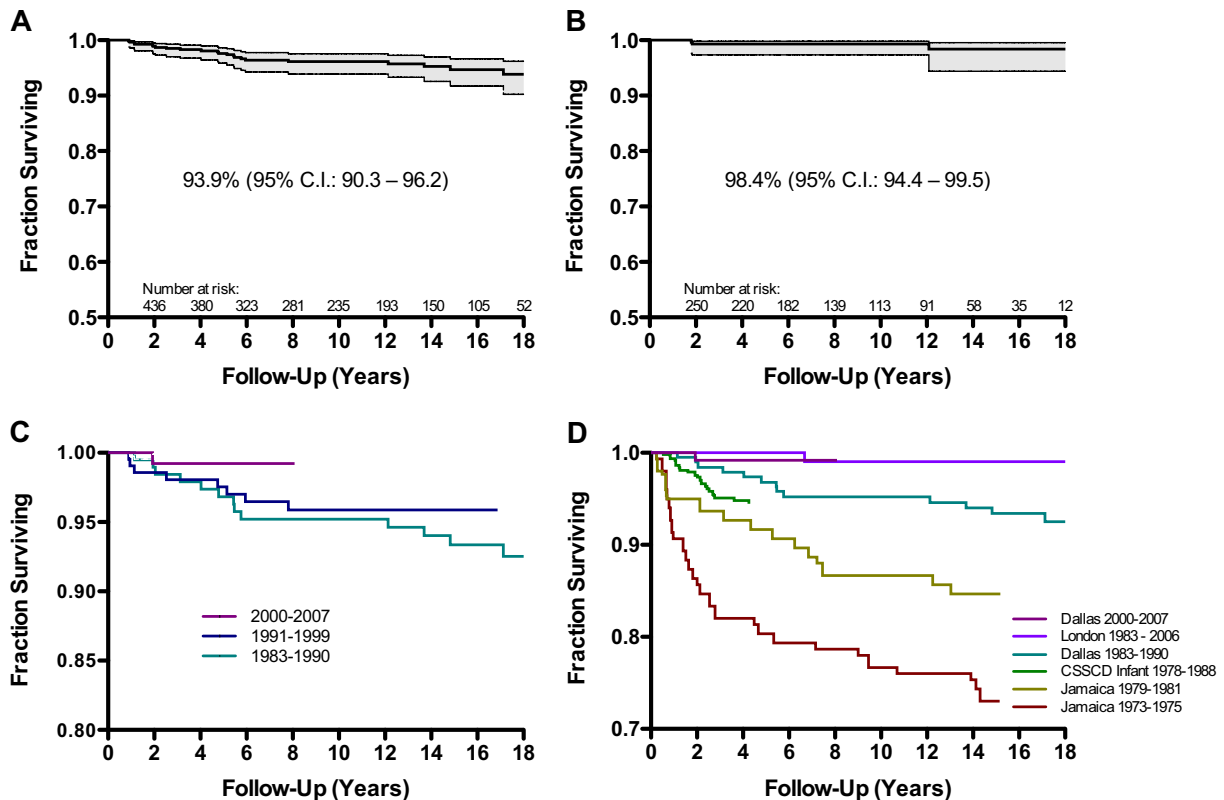 A
Fraction Surviving
1.0
0.9
0.8
0.7
0.6
0.5
93.9% (95% C.I.: 90.3 – 96.2)
Number at risk:
436 380 323 281 235 193 150 105 52
0 2 4 6 8 10 12 14 16 18
Follow-Up (Years)
B
Fraction Surviving
1.0
0.9
0.8
0.7
0.6
0.5
98.4% (95% C.I.: 94.4 – 99.5)
Number at risk:
250 220 182 139 113 91 58 35 12
0 2 4 6 8 10 12 14 16 18
Follow-Up (Years)
C
Fraction Surviving
1.00
0.95
0.90
0.85
0.80
2000-2007
1991-1999
1983-1990
0 2 4 6 8 10 12 14 16 18
Follow-Up (Years)
D
Fraction Surviving
1.0
0.9
0.8
0.7
Dallas 2000-2007
London 1983 - 2006
Dallas 1983-1990
CSSCD Infant 1978-1988
Jamaica 1979-1981
Jamaica 1973-1975
0 2 4 6 8 10 12 14 16 18
Follow-Up (Years)